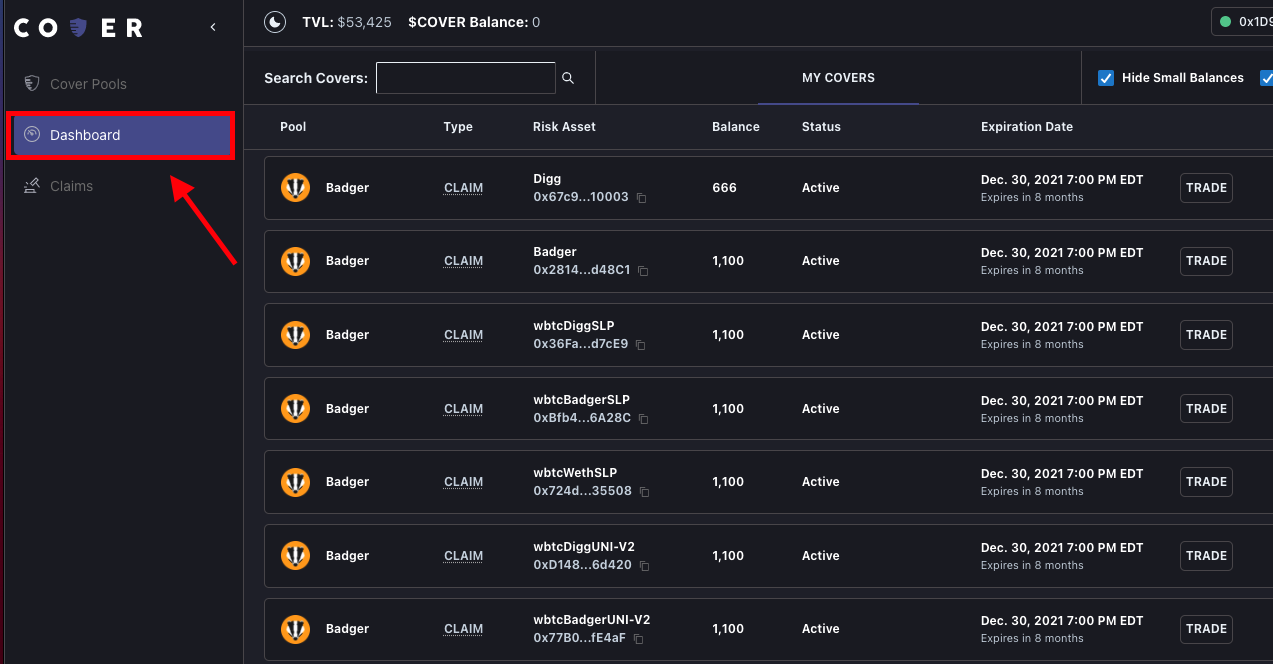 COVER
TVL: $53,425 $COVER Balance: 0
0x1D9
Cover Pools
Dashboard
Claims
Search Covers:
MY COVERS
Hide Small Balances
Pool Type Risk Asset Balance Status Expiration Date
Badger CLAIM Digg 666 Active Dec. 30, 2021 7:00 PM EDT TRADE
0x67c9...10003 Expires in 8 months
Badger CLAIM Badger 1,100 Active Dec. 30, 2021 7:00 PM EDT TRADE
0x2814...d48C1 Expires in 8 months
Badger CLAIM wbtcDiggSLP 1,100 Active Dec. 30, 2021 7:00 PM EDT TRADE
0x36Fa...d7cE9 Expires in 8 months
Badger CLAIM wbtcBadgerSLP 1,100 Active Dec. 30, 2021 7:00 PM EDT TRADE
0xBfb4...6A28C Expires in 8 months
Badger CLAIM wbtcWethSLP 1,100 Active Dec. 30, 2021 7:00 PM EDT TRADE
0x724d...35508 Expires in 8 months
Badger CLAIM wbtcDiggUNI-V2 1,100 Active Dec. 30, 2021 7:00 PM EDT TRADE
0xD148...6d420 Expires in 8 months
Badger CLAIM wbtcBadgerUNI-V2 1,100 Active Dec. 30, 2021 7:00 PM EDT TRADE
0x77B0...fE4aF Expires in 8 months